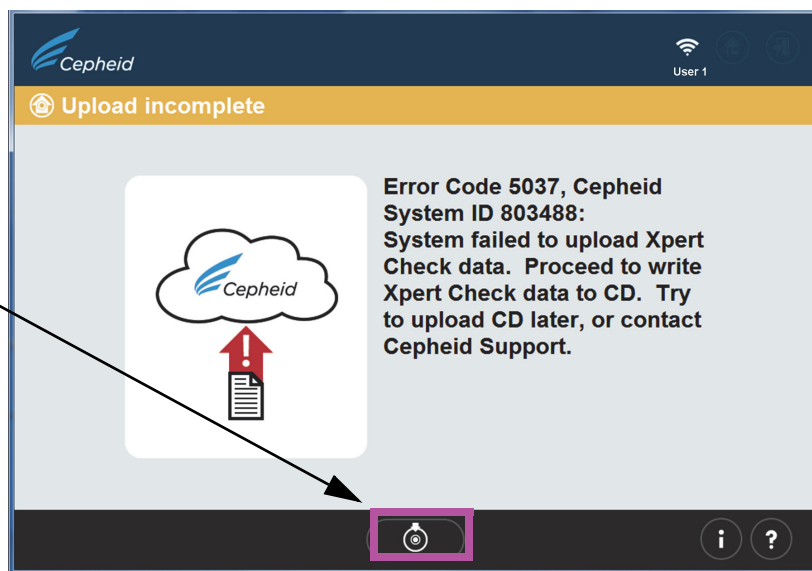 Cepheid
User 1
Upload incomplete
Error Code 5037, Cepheid
System ID 803488:
System failed to upload Xpert
Check data.  Proceed to write
Xpert Check data to CD.  Try
to upload CD later, or contact
Cepheid Support.
Cepheid
!
i ?